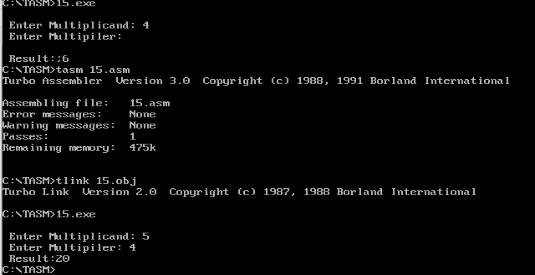 C:\TASM>15.exe
Enter Multiplicand: 4
Enter Multipiler:
Result:;6
C:\TASM>tasm 15.asm
Turbo Assembler  Version 3.0  Copyright (c) 1988, 1991 Borland International
Assembling file:   15.asm
Error messages:    None
Warning messages:  None
Passes:            1
Remaining memory:  475k
C:\TASM>tlink 15.obj
Turbo Link  Version 2.0  Copyright (c) 1987, 1988 Borland International
C:\TASM>15.exe
Enter Multiplicand: 5
Enter Multipiler: 4
Result:20
C:\TASM>